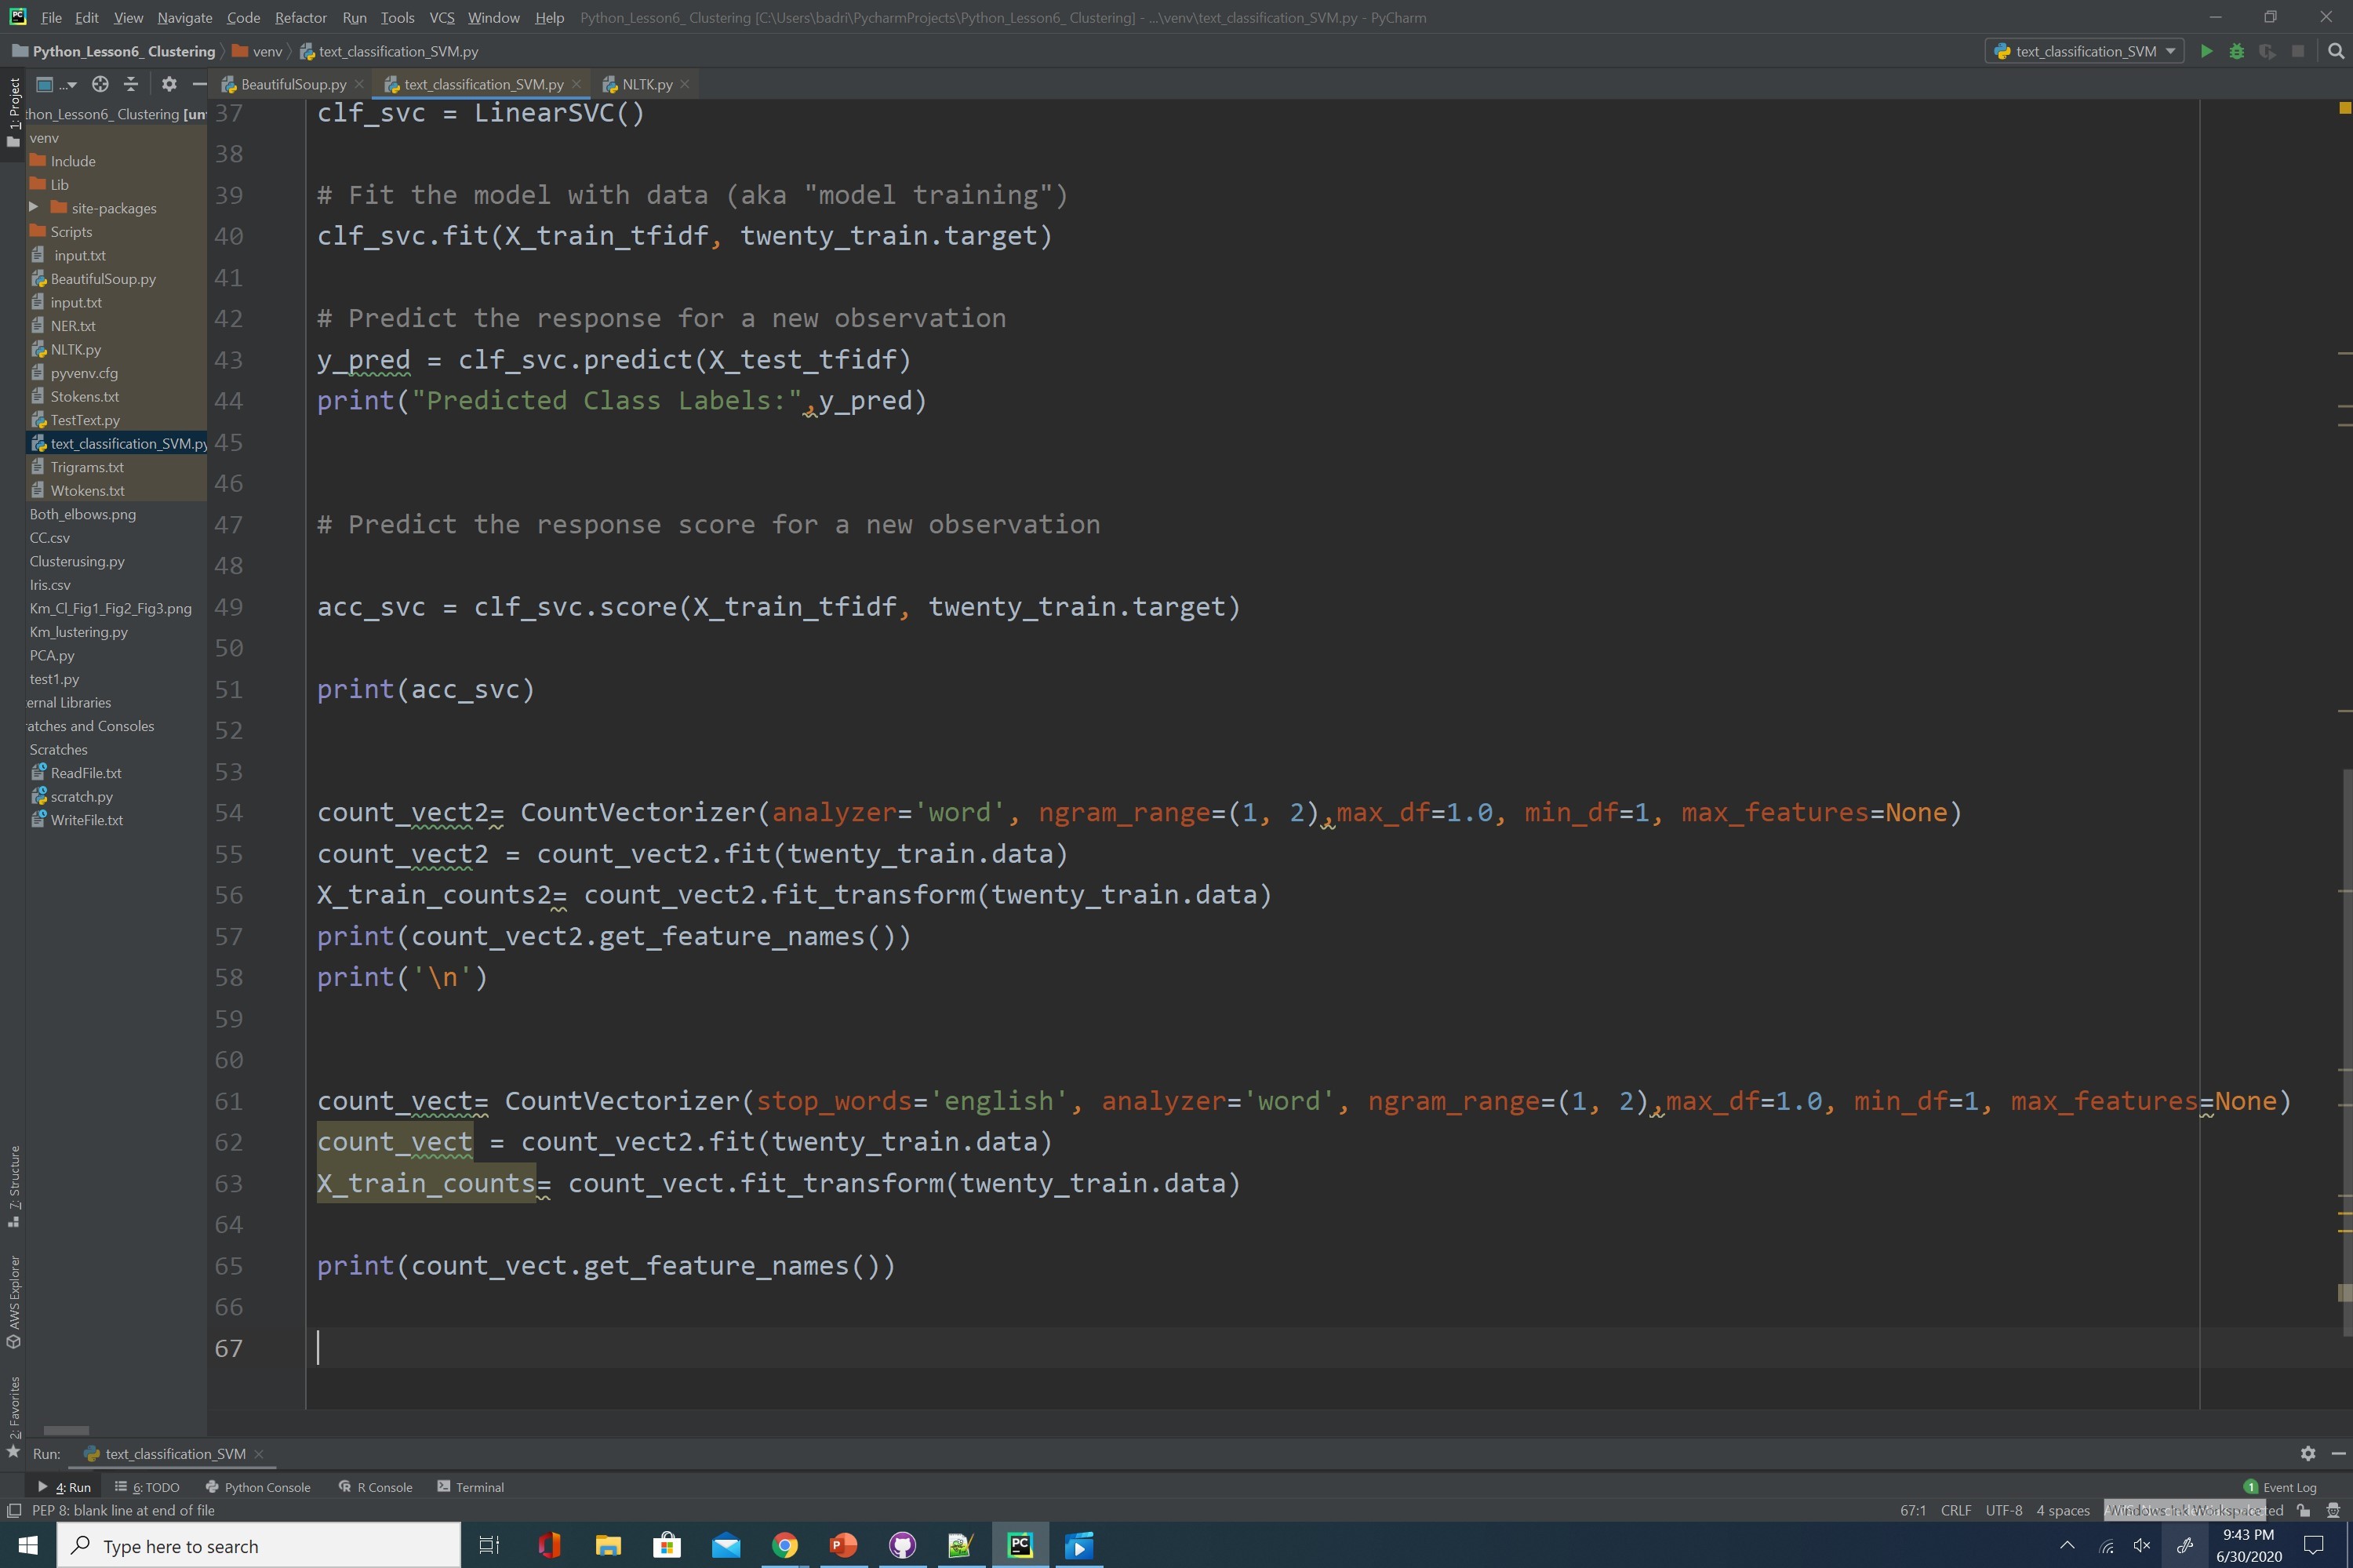 File Edit View Navigate Code Refactor Run Tools VCS Window Help Python_Lesson6_ Clustering [C:\Users\badri\PycharmProjects\Python_Lesson6_ Clustering] - ...\venv\text_classification_SVM.py - PyCharm
Python_Lesson6_ Clustering venv text_classification_SVM.py text_classification_SVM
... BeautifulSoup.py text_classification_SVM.py NLTK.py
1: Project
thon_Lesson6_ Clustering [un
venv
Include
Lib
site-packages
Scripts
input.txt
BeautifulSoup.py
input.txt
NER.txt
NLTK.py
pyvenv.cfg
Stokens.txt
TestText.py
text_classification_SVM.py
Trigrams.txt
Wtokens.txt
Both_elbows.png
CC.csv
Clusterusing.py
Iris.csv
Km_Cl_Fig1_Fig2_Fig3.png
Km_lustering.py
PCA.py
test1.py
ernal Libraries
ratches and Consoles
Scratches
ReadFile.txt
scratch.py
WriteFile.txt
7: Structure
AWS Explorer
2: Favorites
37 clf_svc = LinearSVC()
38
39 # Fit the model with data (aka "model training")
40 clf_svc.fit(X_train_tfidf, twenty_train.target)
41
42 # Predict the response for a new observation
43 y_pred = clf_svc.predict(X_test_tfidf)
44 print("Predicted Class Labels:",y_pred)
45
46
47 # Predict the response score for a new observation
48
49 acc_svc = clf_svc.score(X_train_tfidf, twenty_train.target)
50
51 print(acc_svc)
52
53
54 count_vect2= CountVectorizer(analyzer='word', ngram_range=(1, 2),max_df=1.0, min_df=1, max_features=None)
55 count_vect2 = count_vect2.fit(twenty_train.data)
56 X_train_counts2= count_vect2.fit_transform(twenty_train.data)
57 print(count_vect2.get_feature_names())
58 print('\n')
59
60
61 count_vect= CountVectorizer(stop_words='english', analyzer='word', ngram_range=(1, 2),max_df=1.0, min_df=1, max_features=None)
62 count_vect = count_vect2.fit(twenty_train.data)
63 X_train_counts= count_vect.fit_transform(twenty_train.data)
64
65 print(count_vect.get_feature_names())
66
67
Run: text_classification_SVM
4: Run 6: TODO Python Console R Console Terminal 1 Event Log
PEP 8: blank line at end of file 67:1 CRLF UTF-8 4 spaces Windows Ink Workspace
Type here to search
9:43 PM
6/30/2020